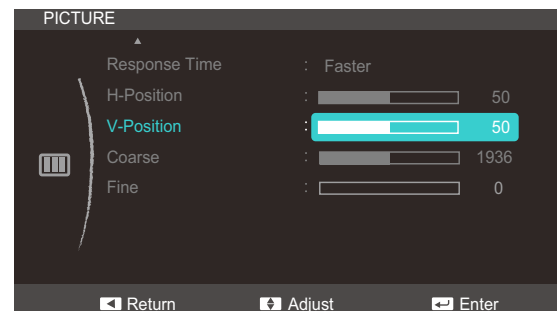 PICTURE
Response Time : Faster
H-Position : 50
V-Position : 50
Coarse : 1936
Fine : 0
Return Adjust Enter